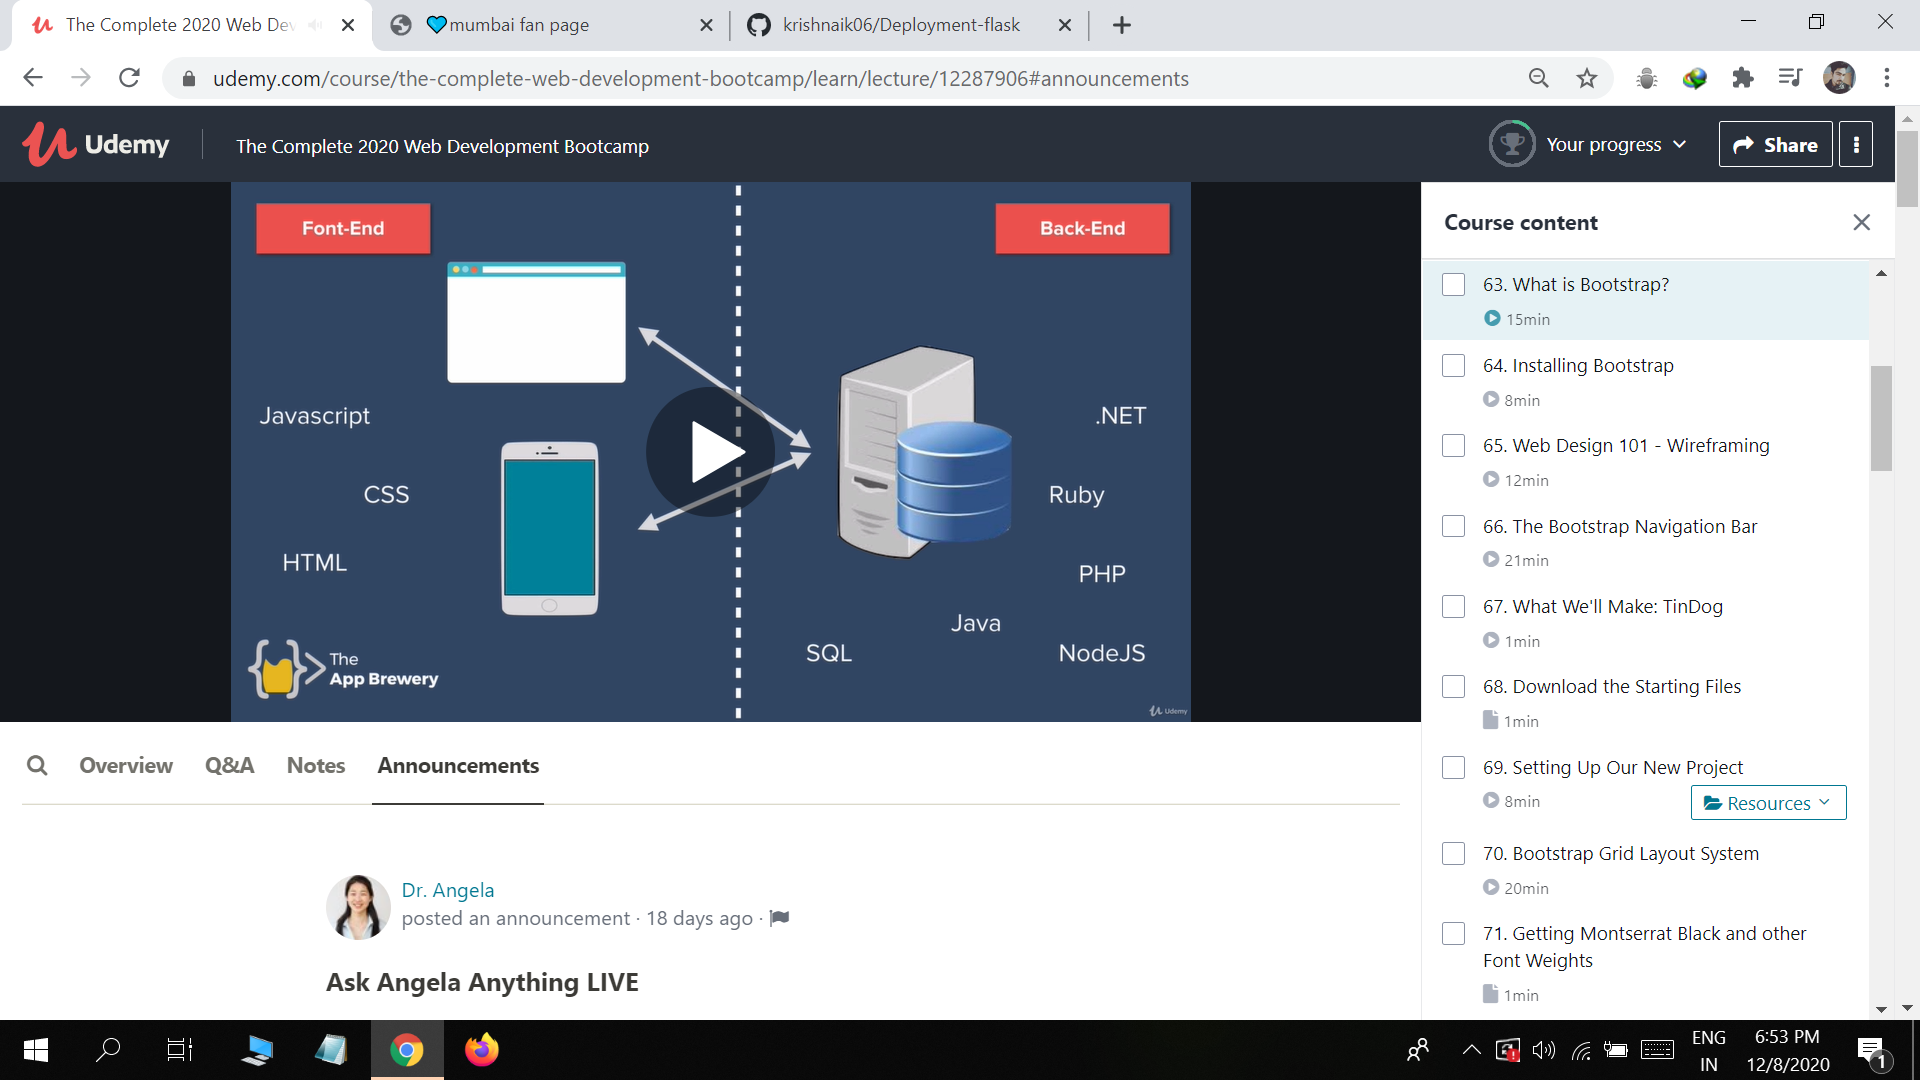 The Complete 2020 Web Dev
mumbai fan page
krishnaik06/Deployment-flask
udemy.com/course/the-complete-web-development-bootcamp/learn/lecture/12287906#announcements
Udemy
The Complete 2020 Web Development Bootcamp
Your progress
Share
Font-End
Back-End
Javascript
CSS
HTML
.NET
Ruby
PHP
Java
SQL
NodeJS
The
App Brewery
Udemy
Course content
63. What is Bootstrap?
15min
64. Installing Bootstrap
8min
65. Web Design 101 - Wireframing
12min
66. The Bootstrap Navigation Bar
21min
67. What We'll Make: TinDog
1min
68. Download the Starting Files
1min
69. Setting Up Our New Project
8min
Resources
70. Bootstrap Grid Layout System
20min
71. Getting Montserrat Black and other
Font Weights
1min
Overview
Q&A
Notes
Announcements
Dr. Angela
posted an announcement · 18 days ago ·
Ask Angela Anything LIVE
ENG
IN
6:53 PM
12/8/2020
1